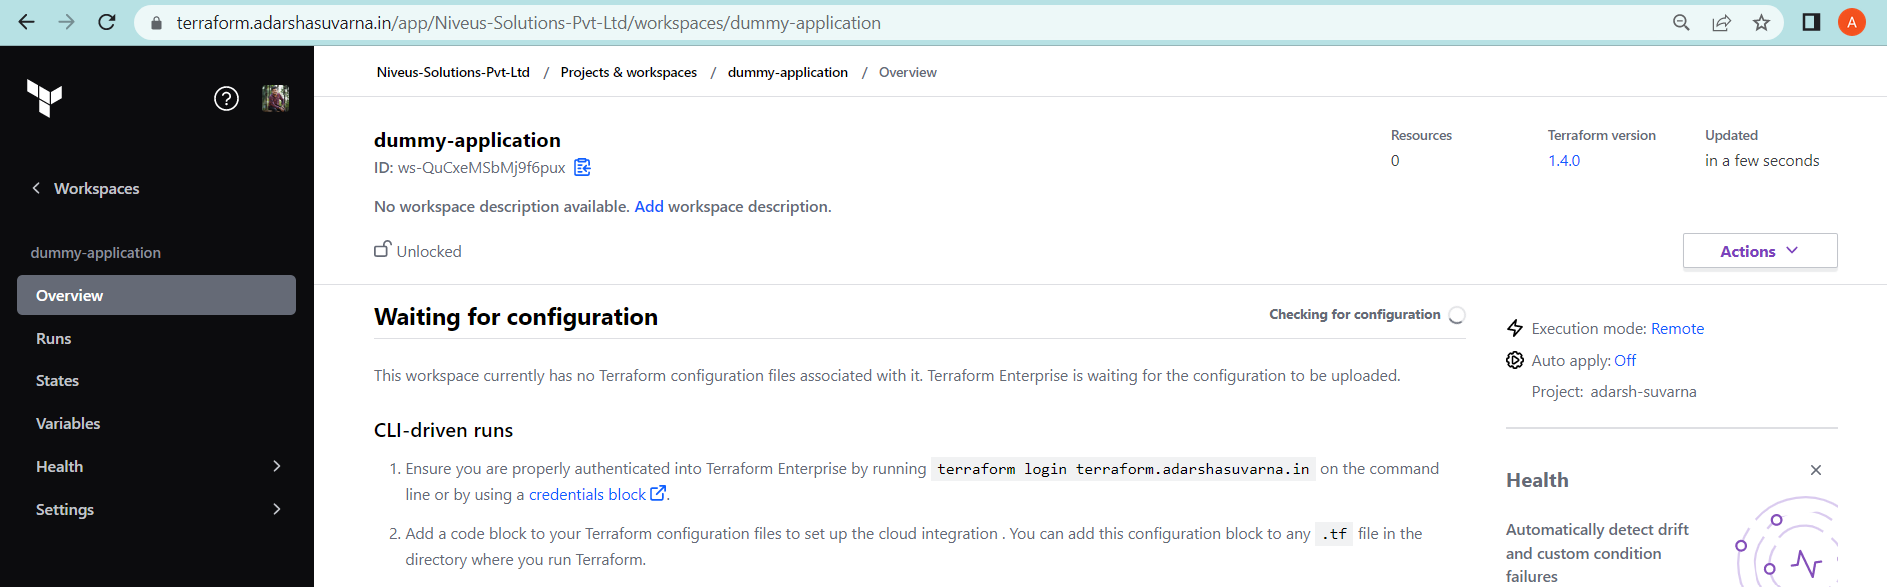 terraform.adarshasuvarna.in/app/Niveus-Solutions-Pvt-Ltd/workspaces/dummy-application
A
Niveus-Solutions-Pvt-Ltd / Projects & workspaces / dummy-application / Overview
?
Workspaces
dummy-application
Overview
Runs
States
Variables
Health
Settings
dummy-application
ID: ws-QuCxeMSbMj9f6pux
No workspace description available. Add workspace description.
Unlocked
Resources
0
Terraform version
1.4.0
Updated
in a few seconds
Actions
Waiting for configuration
Checking for configuration
This workspace currently has no Terraform configuration files associated with it. Terraform Enterprise is waiting for the configuration to be uploaded.
CLI-driven runs
1. Ensure you are properly authenticated into Terraform Enterprise by running terraform login terraform.adarshasuvarna.in on the command
line or by using a credentials block.
2. Add a code block to your Terraform configuration files to set up the cloud integration . You can add this configuration block to any .tf file in the
directory where you run Terraform.
Execution mode: Remote
Auto apply: Off
Project: adarsh-suvarna
Health
Automatically detect drift
and custom condition
failures